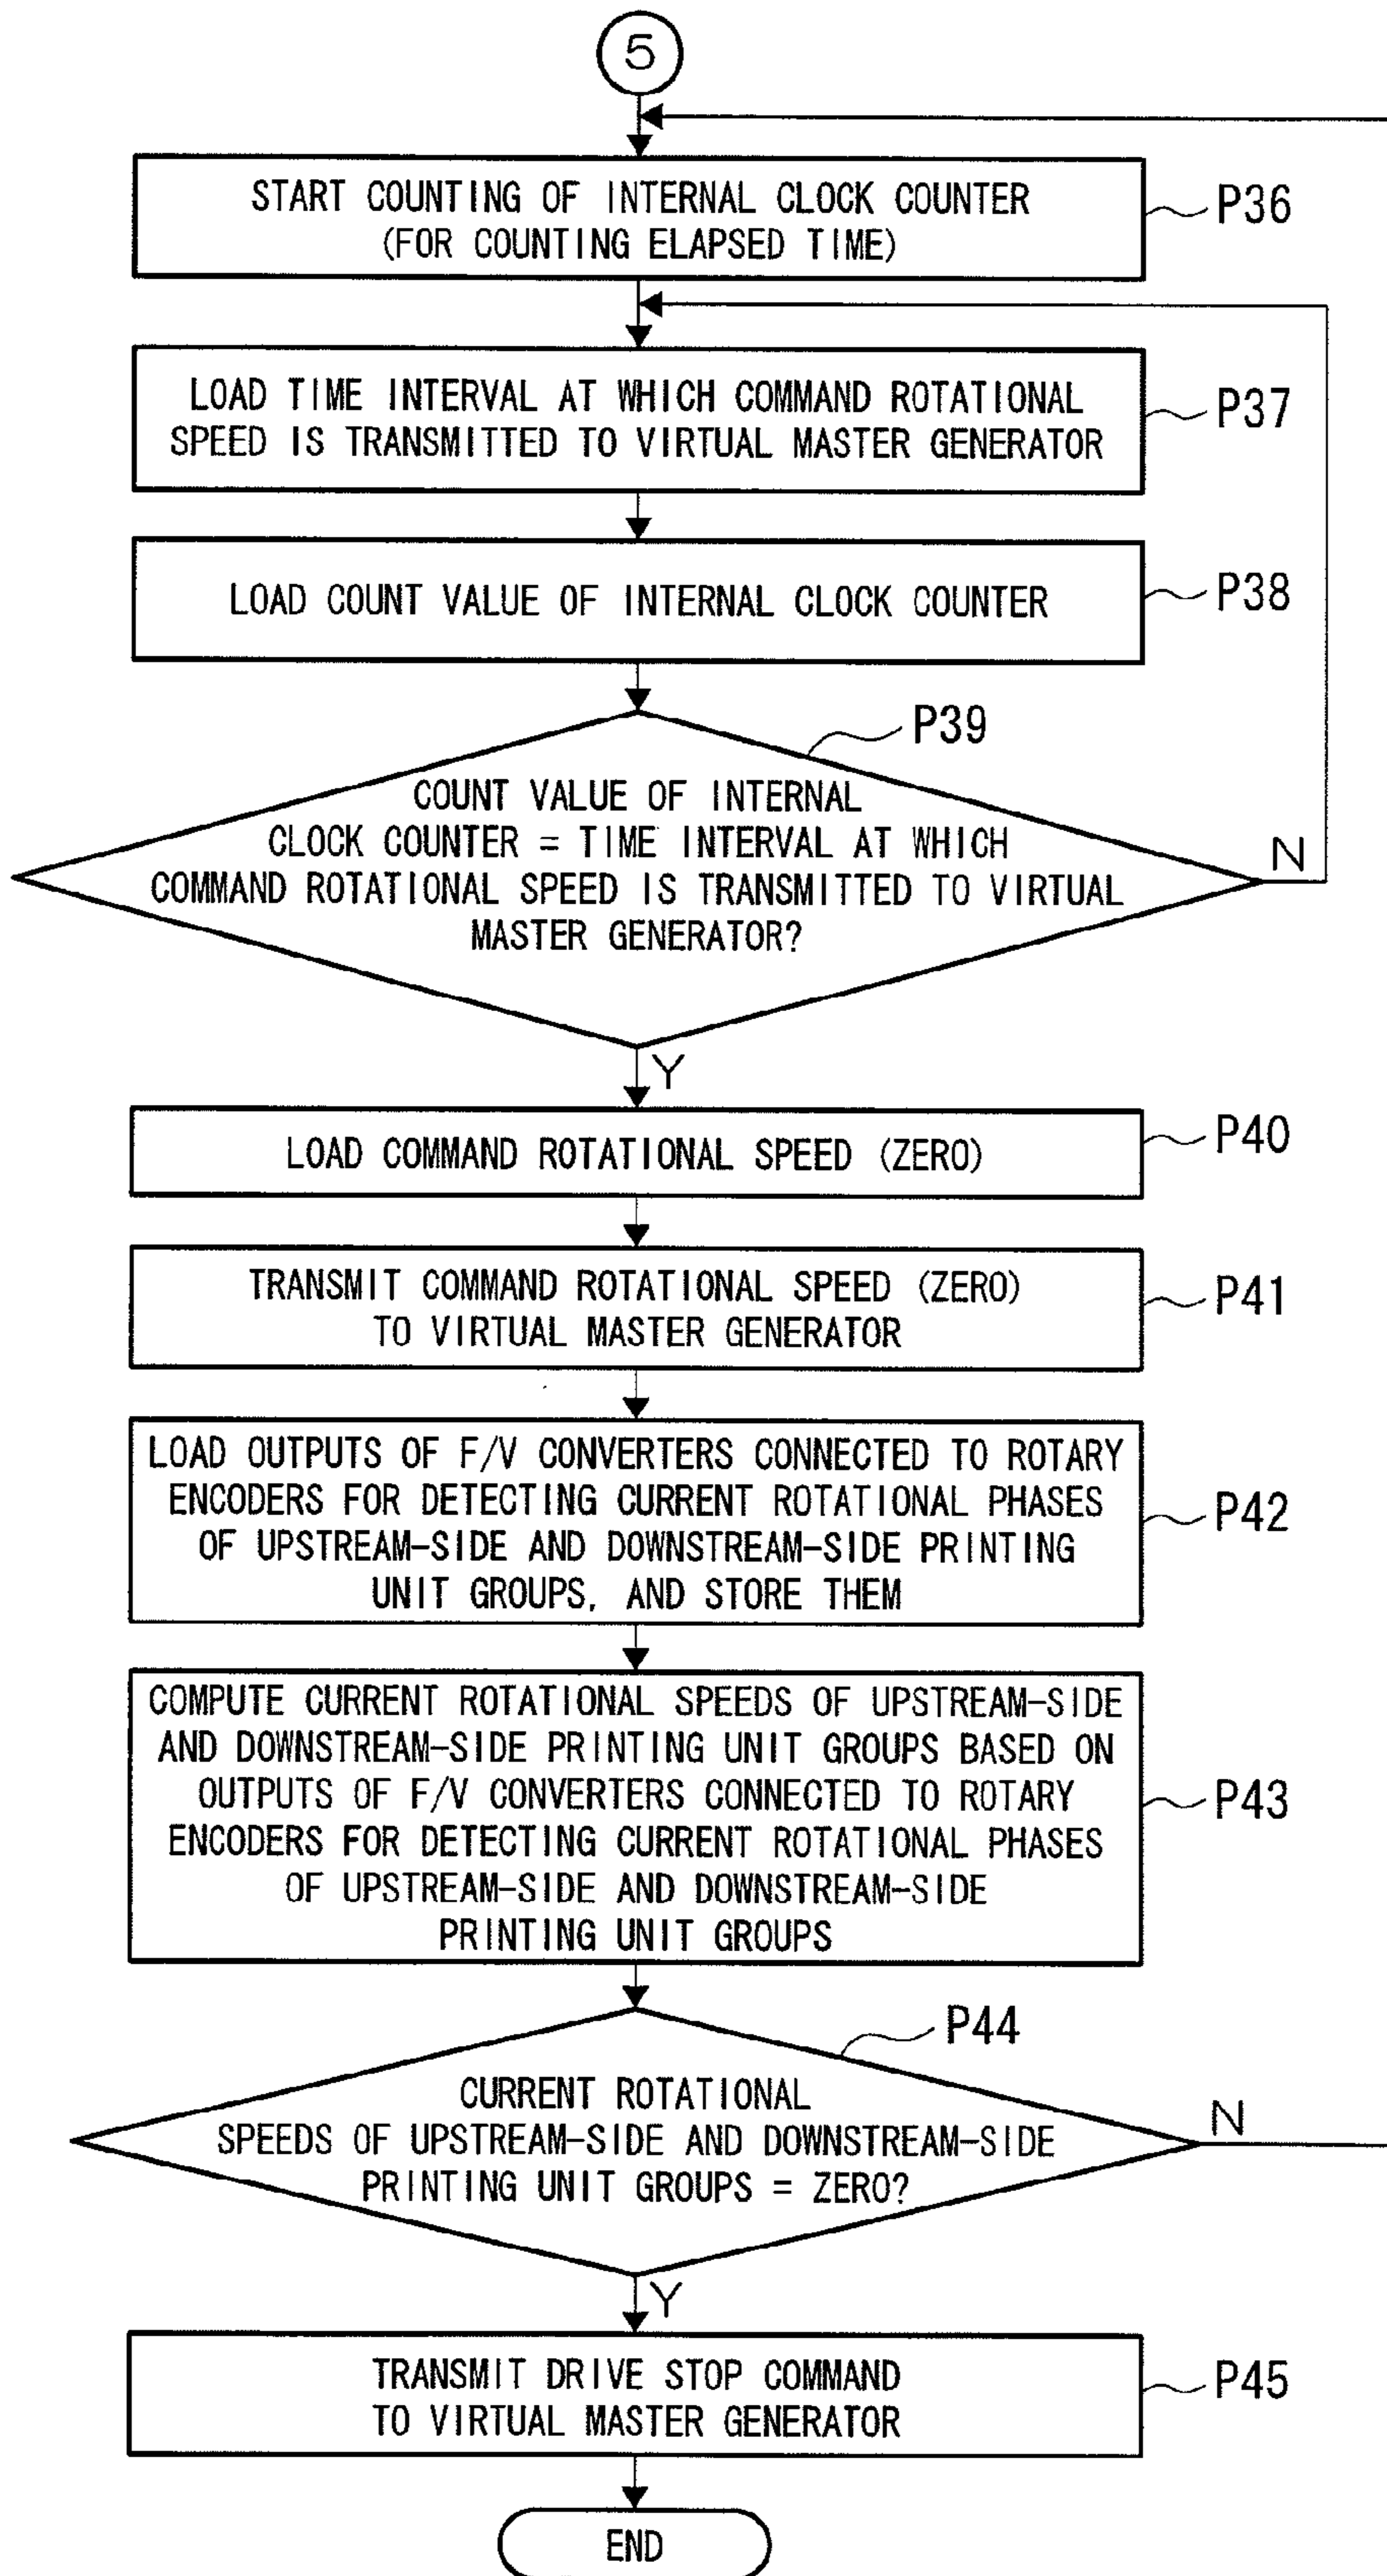 5
START COUNTING OF INTERNAL CLOCK COUNTER
(FOR COUNTING ELAPSED TIME)
P36
LOAD TIME INTERVAL AT WHICH COMMAND ROTATIONAL
SPEED IS TRANSMITTED TO VIRTUAL MASTER GENERATOR
P37
LOAD COUNT VALUE OF INTERNAL CLOCK COUNTER
P38
P39
COUNT VALUE OF INTERNAL
CLOCK COUNTER = TIME INTERVAL AT WHICH
COMMAND ROTATIONAL SPEED IS TRANSMITTED TO VIRTUAL
MASTER GENERATOR?
N
Y
LOAD COMMAND ROTATIONAL SPEED (ZERO)
P40
TRANSMIT COMMAND ROTATIONAL SPEED (ZERO)
TO VIRTUAL MASTER GENERATOR
P41
LOAD OUTPUTS OF F/V CONVERTERS CONNECTED TO ROTARY
ENCODERS FOR DETECTING CURRENT ROTATIONAL PHASES
OF UPSTREAM-SIDE AND DOWNSTREAM-SIDE PRINTING
UNIT GROUPS, AND STORE THEM
P42
COMPUTE CURRENT ROTATIONAL SPEEDS OF UPSTREAM-SIDE
AND DOWNSTREAM-SIDE PRINTING UNIT GROUPS BASED ON
OUTPUTS OF F/V CONVERTERS CONNECTED TO ROTARY
ENCODERS FOR DETECTING CURRENT ROTATIONAL PHASES
OF UPSTREAM-SIDE AND DOWNSTREAM-SIDE
PRINTING UNIT GROUPS
P43
P44
CURRENT ROTATIONAL
SPEEDS OF UPSTREAM-SIDE AND DOWNSTREAM-SIDE
PRINTING UNIT GROUPS = ZERO?
N
Y
TRANSMIT DRIVE STOP COMMAND
TO VIRTUAL MASTER GENERATOR
P45
END